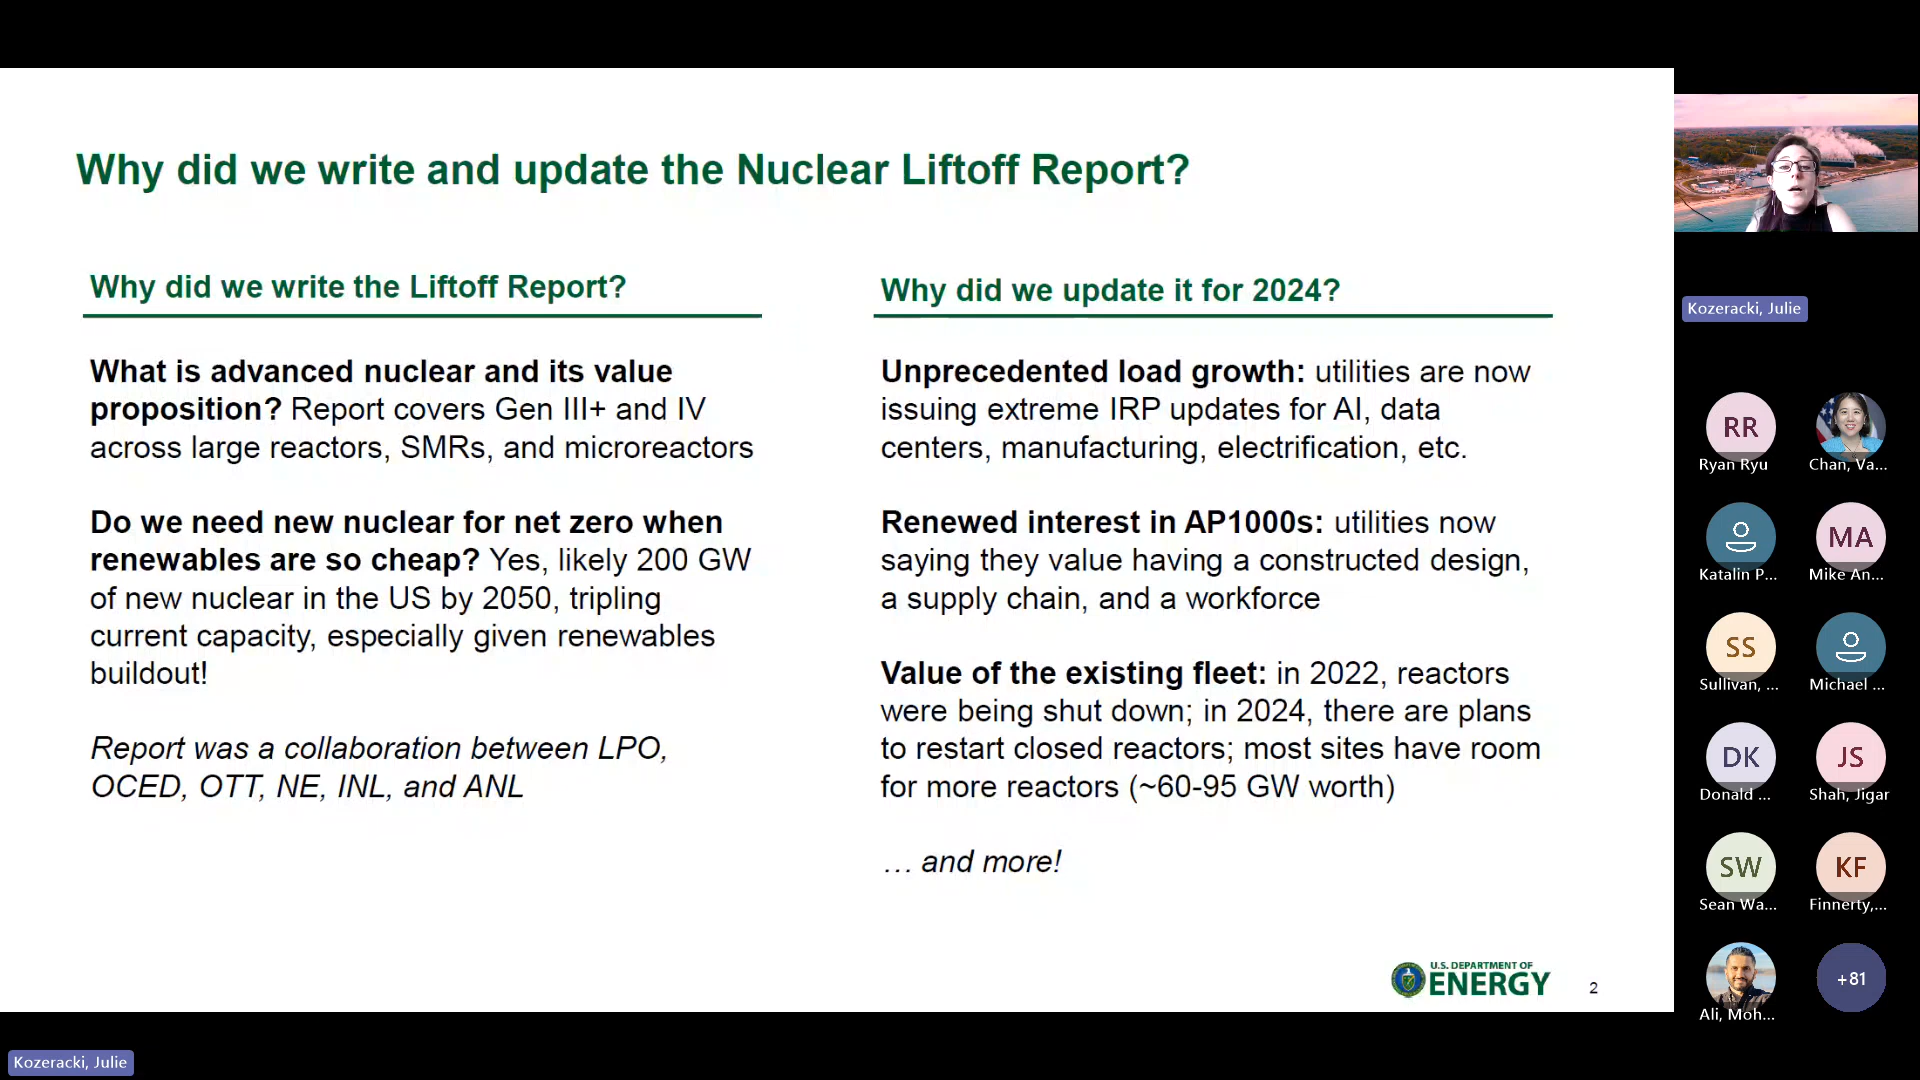 Why did we write and update the Nuclear Liftoff Report?
Why did we write the Liftoff Report?
What is advanced nuclear and its value
proposition? Report covers Gen III+ and IV
across large reactors, SMRs, and microreactors
Do we need new nuclear for net zero when
renewables are so cheap? Yes, likely 200 GW
of new nuclear in the US by 2050, tripling
current capacity, especially given renewables
buildout!
Report was a collaboration between LPO,
OCED, OTT, NE, INL, and ANL
Why did we update it for 2024?
Unprecedented load growth: utilities are now
issuing extreme IRP updates for AI, data
centers, manufacturing, electrification, etc.
Renewed interest in AP1000s: utilities now
saying they value having a constructed design,
a supply chain, and a workforce
Value of the existing fleet: in 2022, reactors
were being shut down; in 2024, there are plans
to restart closed reactors; most sites have room
for more reactors (~60-95 GW worth)
… and more!
U.S. DEPARTMENT OF
ENERGY
2
Kozeracki, Julie
RR
Ryan Ryu
Chan, Va...
Katalin P...
MA
Mike An...
SS
Sullivan, ...
Michael ...
DK
Donald ...
JS
Shah, Jigar
SW
Sean Wa...
KF
Finnerty,...
Ali, Moh...
+81
Kozeracki, Julie